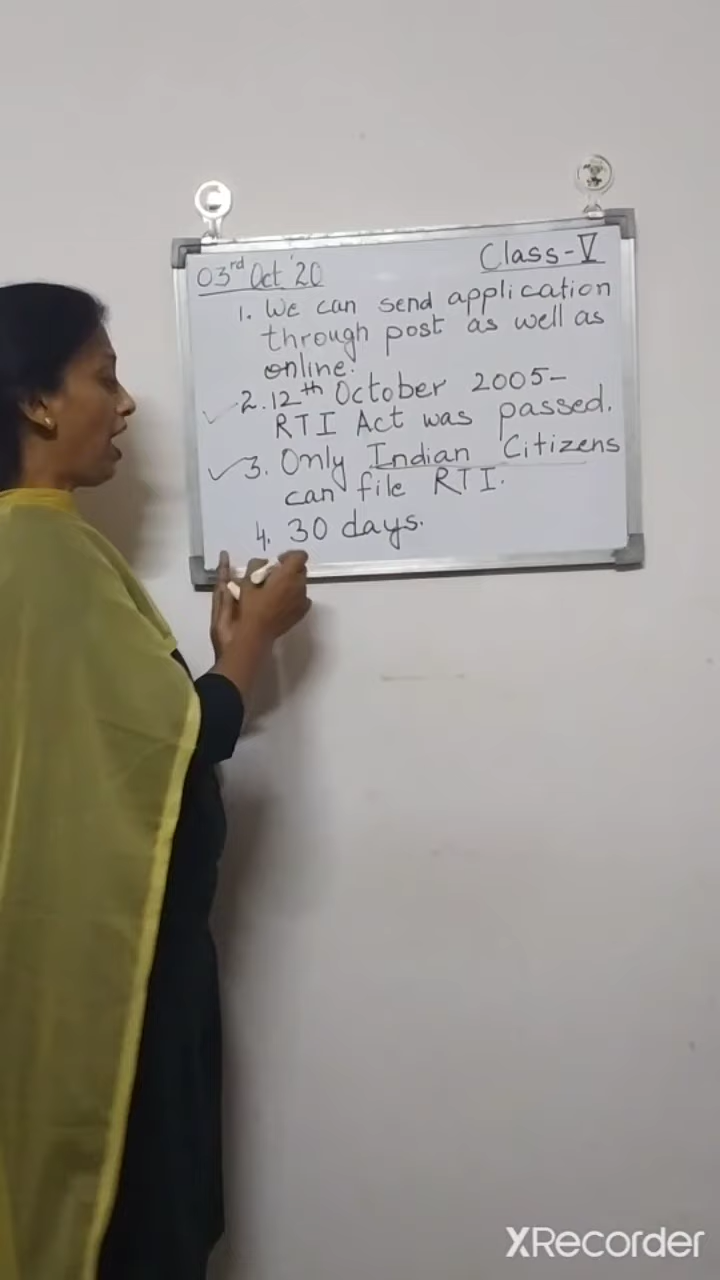 03rd Oct '20
Class-V
1. We can send application
through post as well as
online.
2. 12th October 2005-
RTI Act was passed.
3. Only Indian Citizens
can file RTI.
4. 30 days.
XRecorder